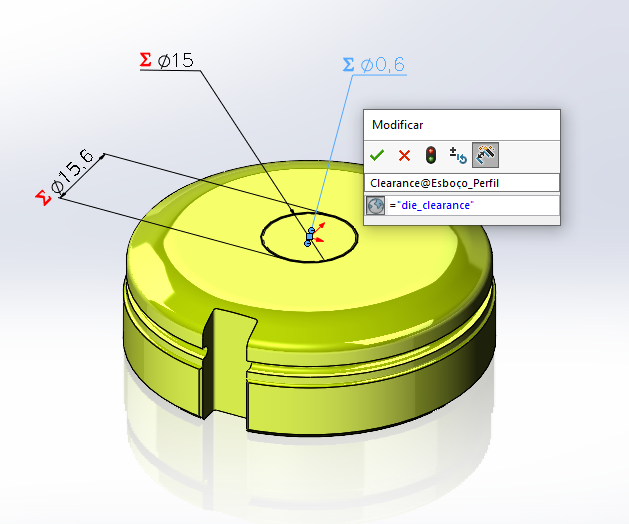 Σ Ø15
Σ Ø0,6
Σ Ø15,6
Modificar
Clearance@Esboço_Perfil
="die_clearance"